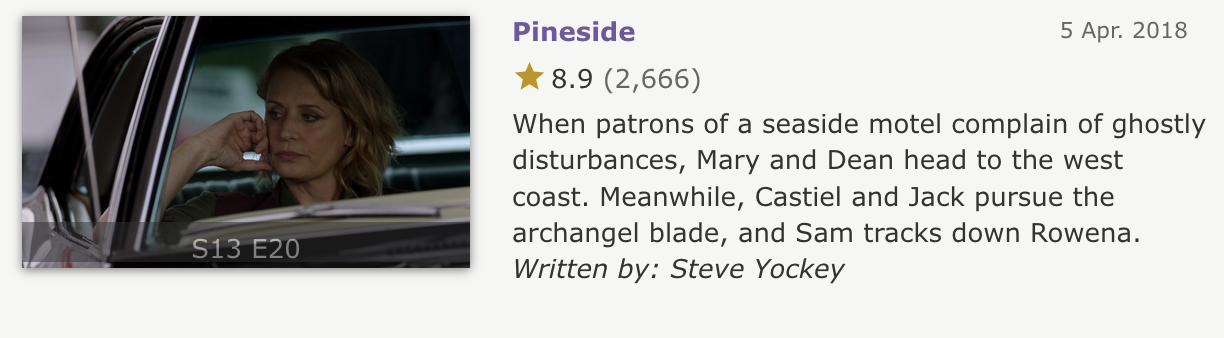 Pineside
5 Apr. 2018
8.9 (2,666)
When patrons of a seaside motel complain of ghostly
disturbances, Mary and Dean head to the west
coast. Meanwhile, Castiel and Jack pursue the
archangel blade, and Sam tracks down Rowena.
Written by: Steve Yockey
S13 E20